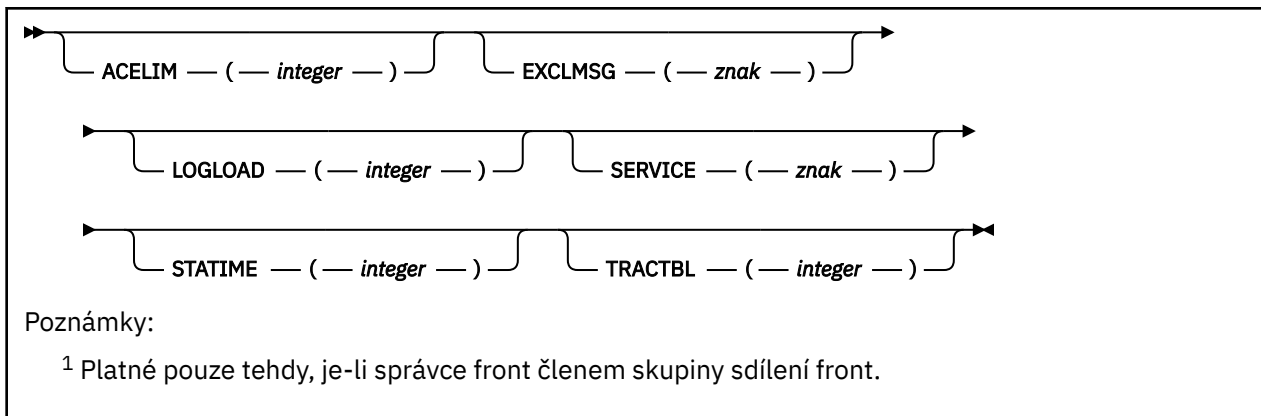 ACELIM — ( — integer — ) EXCLMSG — ( — znak — )
LOGLOAD — ( — integer — ) SERVICE — ( — znak — )
STATIME — ( — integer — ) TRACTBL — ( — integer — )
Poznámky:
1 Platné pouze tehdy, je-li správce front členem skupiny sdílení front.